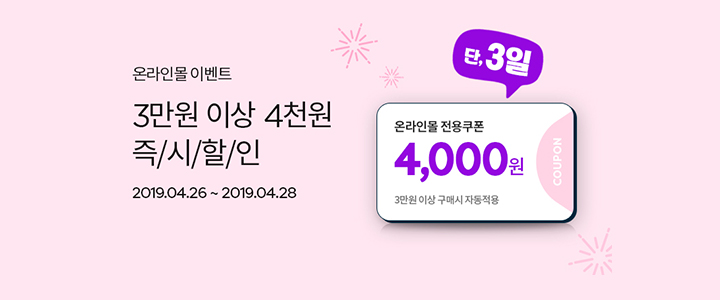 온라인몰 이벤트
3만원 이상 4천원
즉/시/할/인
2019.04.26 ~ 2019.04.28
단, 3일
온라인몰 전용쿠폰
4,000원
3만원 이상 구매시 자동적용
COUPON